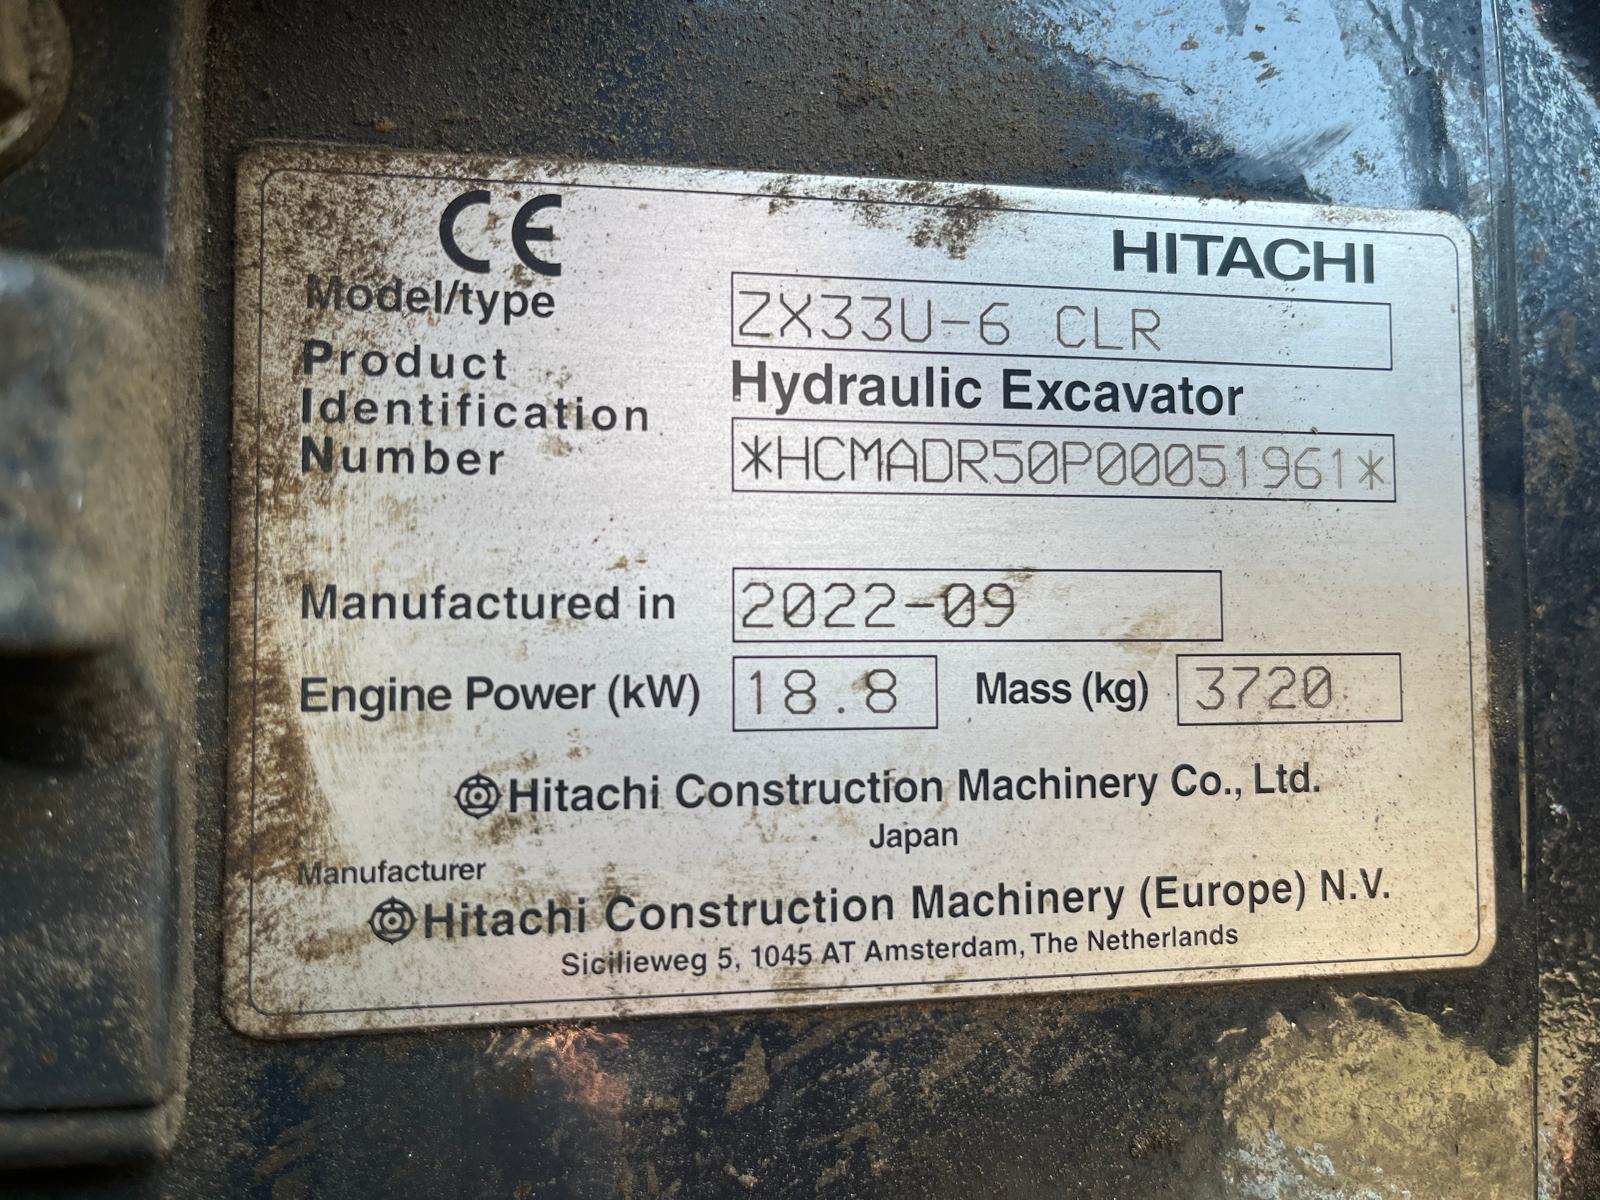 CE
HITACHI
Model/type ZX33U-6 CLR
Product
Identification
Number
Hydraulic Excavator
*HCMADR50P00051961*
Manufactured in 2022-09
Engine Power (kW) 18.8 Mass (kg) 3720
Hitachi Construction Machinery Co., Ltd.
Japan
Manufacturer
Hitachi Construction Machinery (Europe) N.V.
Sicilieweg 5, 1045 AT Amsterdam, The Netherlands